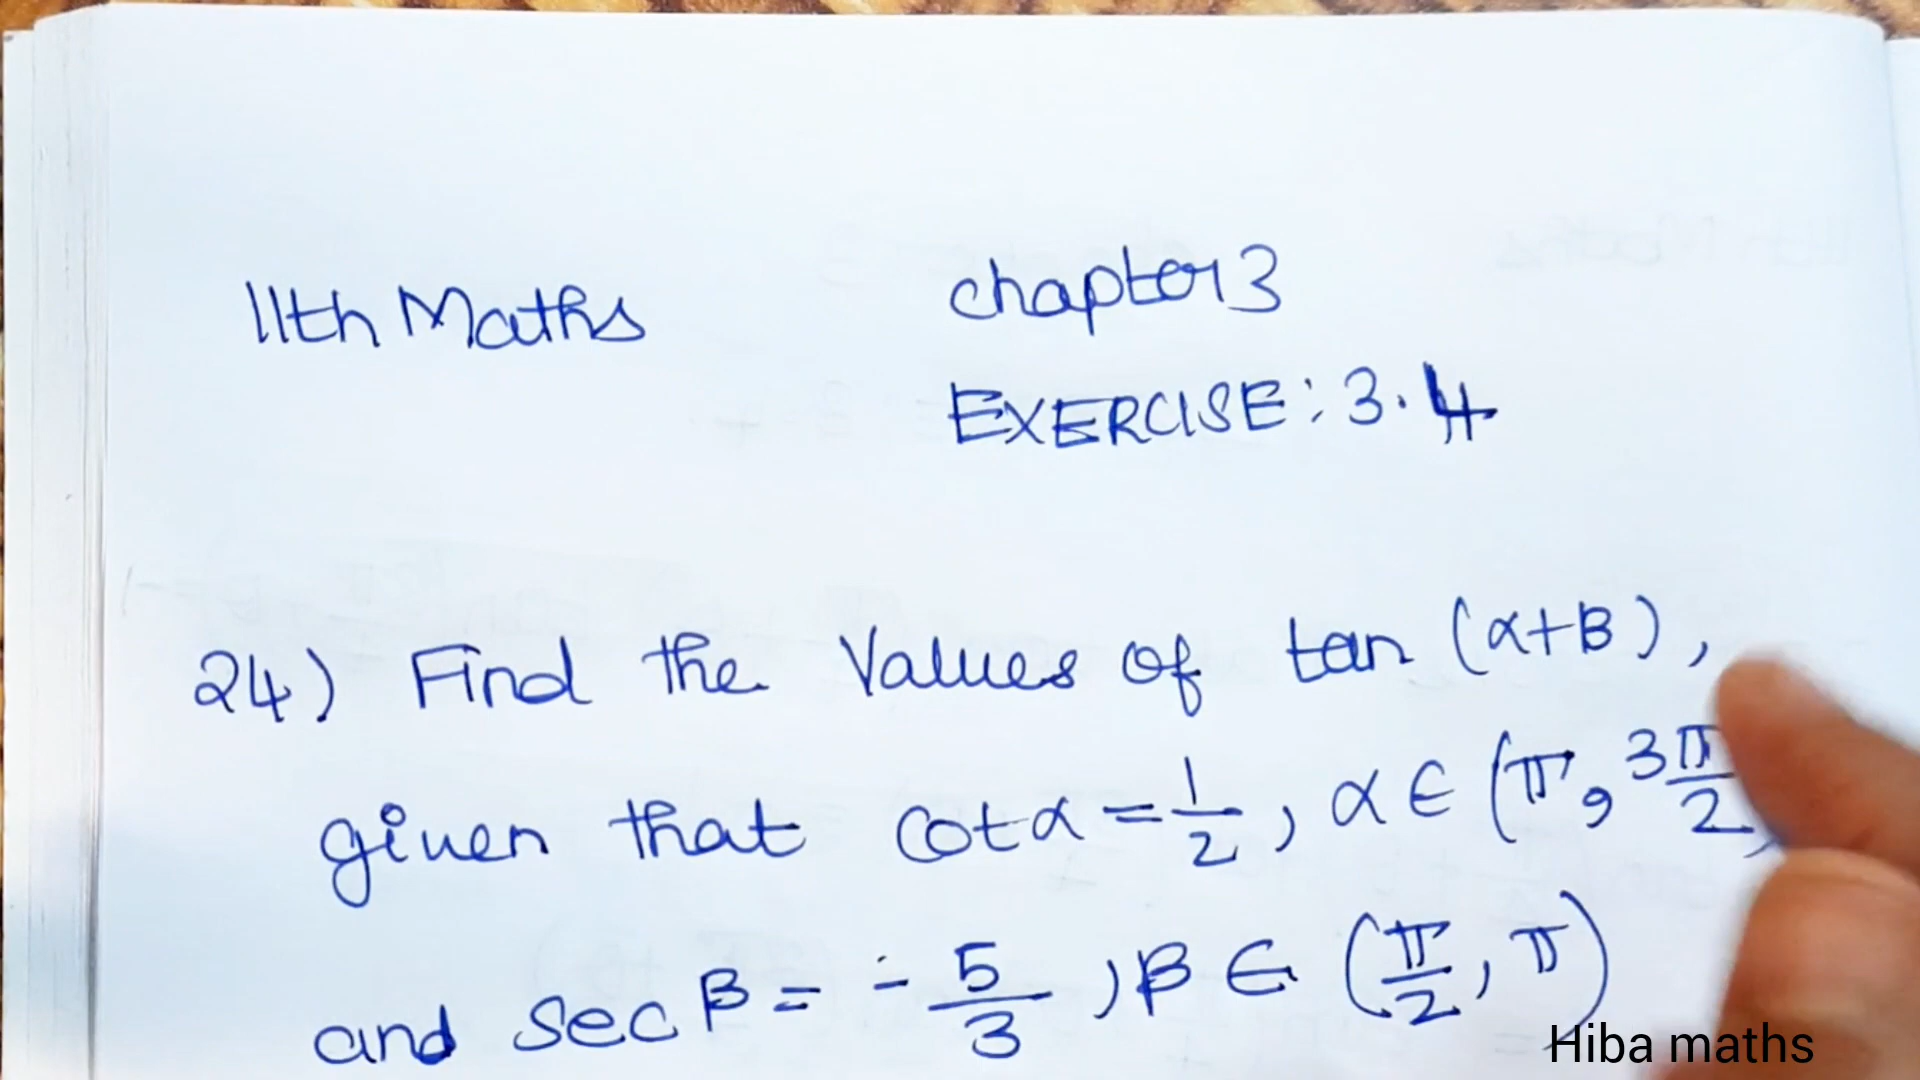 11th Maths
chapter 3
EXERCISE: 3.4
24) Find the Values of tan (α+β),
given that cot α = 1/2, α ∈ (π, 3π/2)
and sec β = - 5/3, β ∈ (π/2, π)
Hiba maths